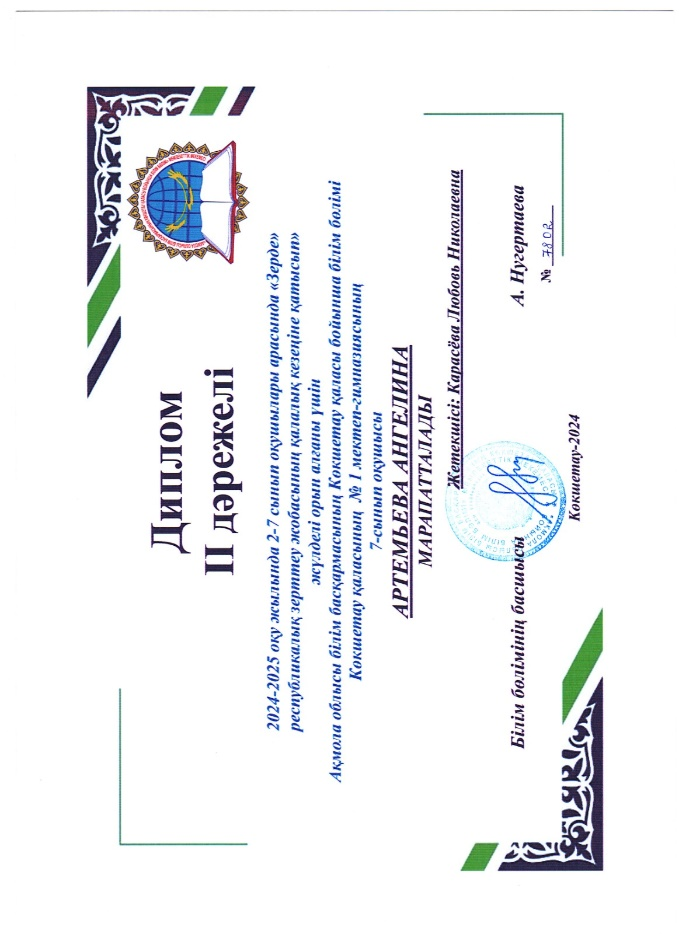 Диплом
II дәрежелі
2024-2025 оқу жылында 2-7 сынып оқушылары арасында «Зерде»
республикалық зерттеу жобасының қалалық кезеңіне қатысып»
жүлделі орын алғаны үшін
Ақмола облысы білім басқармасының Көкшетау қаласы бойынша білім бөлімі
Көкшетау қаласының № 1 мектеп-гимназиясының
7-сынып оқушысы
АРТЕМЬЕВА АНГЕЛИНА
МАРАПАТТАЛАДЫ
Жетекшісі: Карасёва Любовь Николаевна
Білім бөлімінің басшысы А. Нугертаева
№ 78 0R
Көкшетау-2024